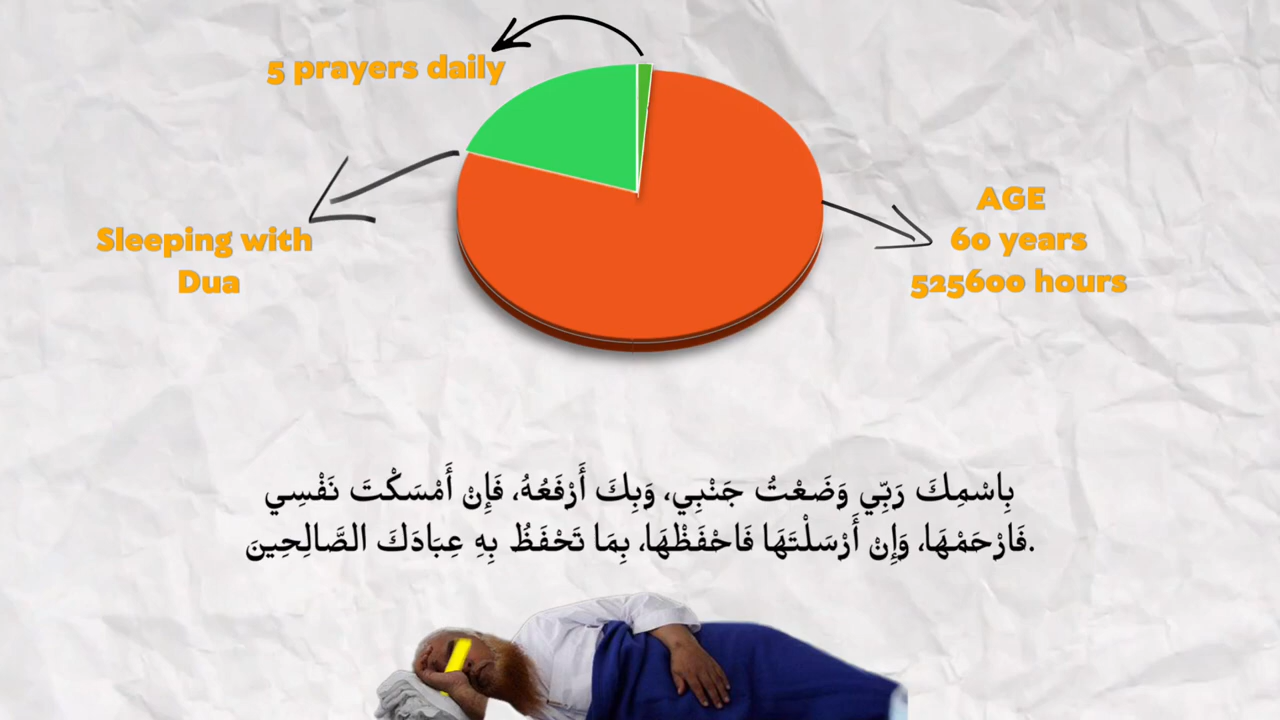 5 prayers daily
Sleeping with
Dua
AGE
60 years
525600 hours
بِاسْمِكَ رَبِّي وَضَعْتُ جَنْبِي، وَبِكَ أَرْفَعُهُ، فَإِنْ أَمْسَكْتَ نَفْسِي
فَارْحَمْهَا، وَإِنْ أَرْسَلْتَهَا فَاحْفَظْهَا، بِمَا تَحْفَظُ بِهِ عِبَادَكَ الصَّالِحِينَ.